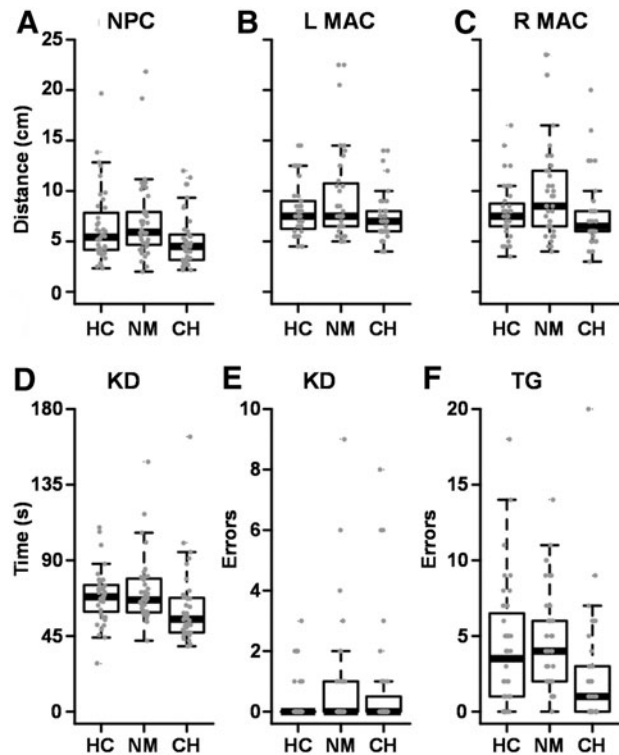 A NPC
B L MAC
C R MAC
Distance (cm)
25
20
15
10
5
0
HC NM CH
HC NM CH
HC NM CH
D KD
E KD
F TG
Time (s)
180
135
90
45
0
Errors
10
8
6
4
2
0
Errors
20
15
10
5
0
HC NM CH
HC NM CH
HC NM CH